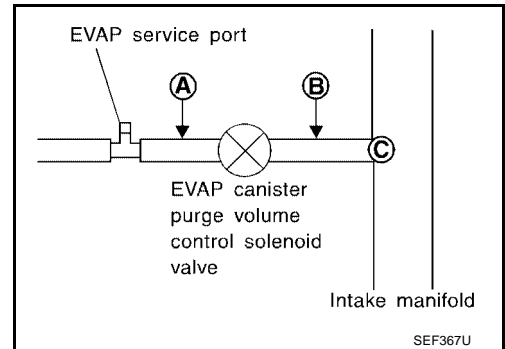 EVAP service port
A
B
C
EVAP canister
purge volume
control solenoid
valve
Intake manifold
SEF367U